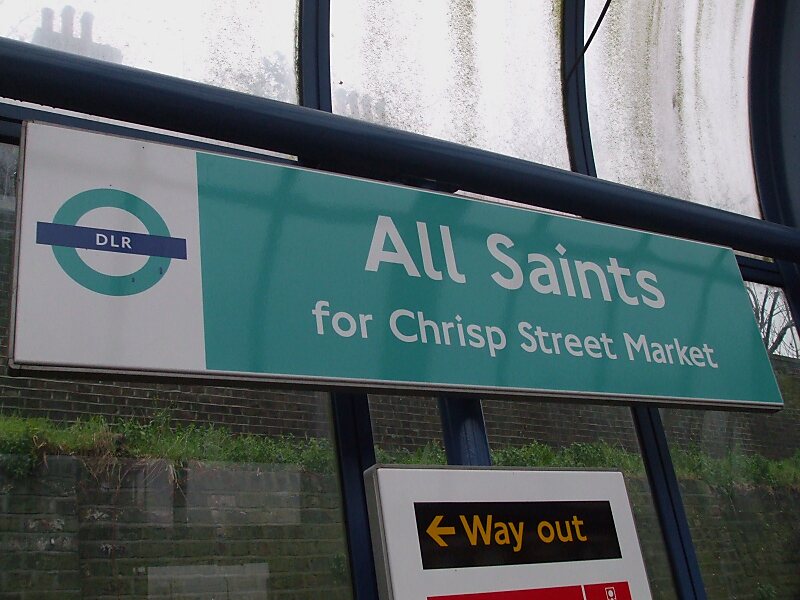 DLR
All Saints
for Chrisp Street Market
Way out